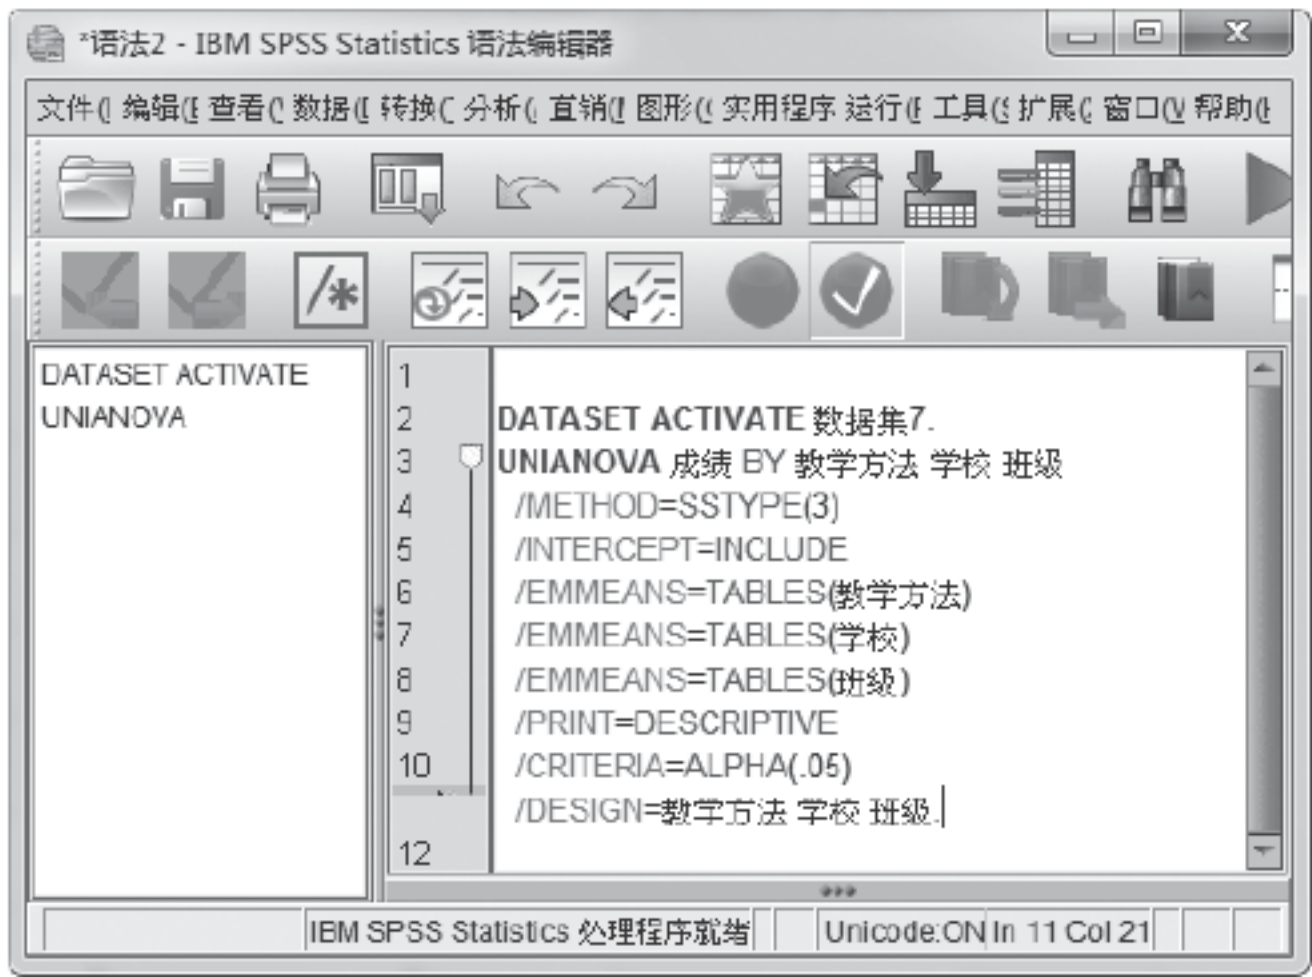 *语法2 - IBM SPSS Statistics 语法编辑器
文件( 编辑(E 查看(V 数据(D 转换( 分析( 直销(M 图形(G 实用程序 运行(R 工具(S 扩展( 窗口(W 帮助(H
DATASET ACTIVATE
UNIANOVA
1
2 DATASET ACTIVATE 数据集7.
3 UNIANOVA 成绩 BY 教学方法 学校 班级
4 /METHOD=SSTYPE(3)
5 /INTERCEPT=INCLUDE
6 /EMMEANS=TABLES(教学方法)
7 /EMMEANS=TABLES(学校)
8 /EMMEANS=TABLES(班级)
9 /PRINT=DESCRIPTIVE
10 /CRITERIA=ALPHA(.05)
/DESIGN=教学方法 学校 班级.
12
IBM SPSS Statistics 处理程序就绪 Unicode:ON In 11 Col 21